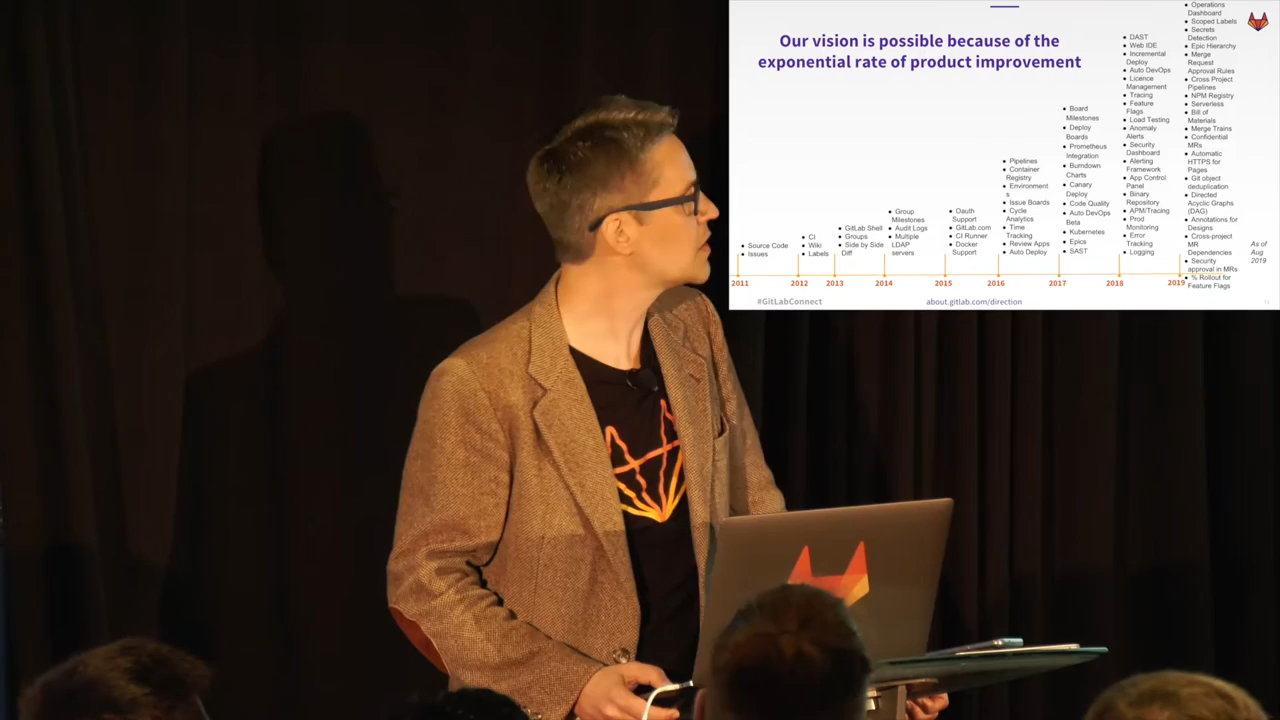 Our vision is possible because of the
exponential rate of product improvement
• Source Code
• Issues
• CI
• Wiki
• Labels
• GitLab Shell
• Groups
• Side by Side
Diff
• Group
Milestones
• Audit Logs
• Multiple
LDAP
servers
• Oauth
Support
• GitLab.com
• CI Runner
• Docker
Support
• Pipelines
• Container
Registry
• Environment
s
• Issue Boards
• Cycle
Analytics
• Time
Tracking
• Review Apps
• Auto Deploy
• Board
Milestones
• Deploy
Boards
• Prometheus
Integration
• Burndown
Charts
• Canary
Deploy
• Code Quality
• Auto DevOps
Beta
• Kubernetes
• Epics
• SAST
• DAST
• Web IDE
• Incremental
Deploy
• Auto DevOps
• Licence
Management
• Tracing
• Feature
Flags
• Load Testing
• Anomaly
Alerts
• Security
Dashboard
• Alerting
Framework
• App Control
Panel
• Binary
Repository
• APM/Tracing
• Prod
Monitoring
• Error
Tracking
• Logging
• Operations
Dashboard
• Scoped Labels
• Secrets
Detection
• Epic Hierarchy
• Merge
Request
Approval Rules
• Cross Project
Pipelines
• NPM Registry
• Serverless
• Bill of
Materials
• Merge Trains
• Confidential
MRs
• Automatic
HTTPS for
Pages
• Git object
deduplication
• Directed
Acyclic Graphs
(DAG)
• Annotations for
Designs
• Cross-project
MR
Dependencies
• Security
approval in MRs
• % Rollout for
Feature Flags
As of
Aug
2019
2011
2012
2013
2014
2015
2016
2017
2018
2019
#GitLabConnect
about.gitlab.com/direction
11